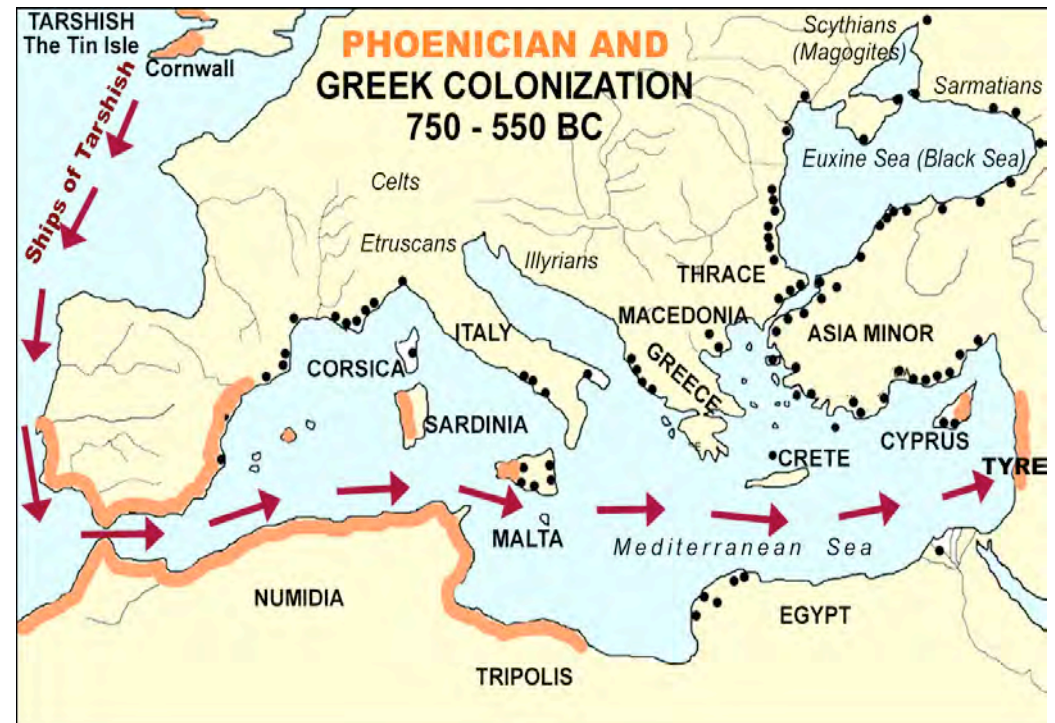 TARSHISH
The Tin Isle
Cornwall
Ships of Tarshish
PHOENICIAN AND
GREEK COLONIZATION
750 - 550 BC
Scythians
(Magogites)
Sarmatians
Euxine Sea (Black Sea)
Celts
Etruscans
Illyrians
THRACE
MACEDONIA
ITALY
ASIA MINOR
CORSICA
GREECE
SARDINIA
CYPRUS
CRETE
TYRE
MALTA
Mediterranean Sea
NUMIDIA
EGYPT
TRIPOLIS